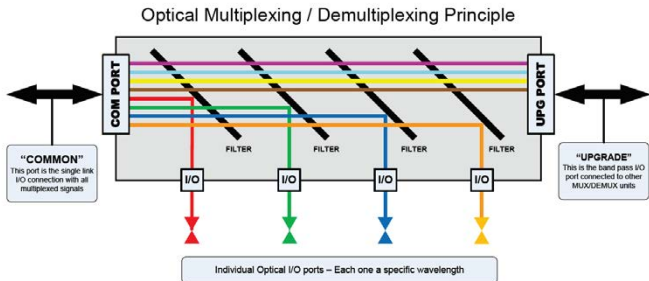 Optical Multiplexing / Demultiplexing Principle
COM PORT
UPG PORT
FILTER
FILTER
FILTER
FILTER
"COMMON"
This port is the single link
I/O connection with all
multiplexed signals
"UPGRADE"
This is the band pass I/O
port connected to other
MUX/DEMUX units
I/O
I/O
I/O
I/O
Individual Optical I/O ports – Each one a specific wavelength